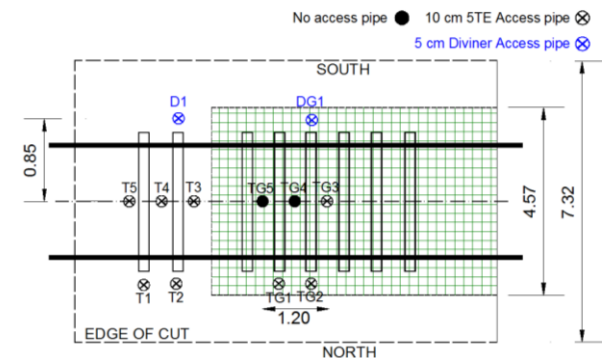 No access pipe
10 cm 5TE Access pipe
5 cm Diviner Access pipe
SOUTH
D1
DG1
0.85
T5
T4
T3
TG5
TG4
TG3
4.57
7.32
T1
T2
TG1
TG2
1.20
EDGE OF CUT
NORTH